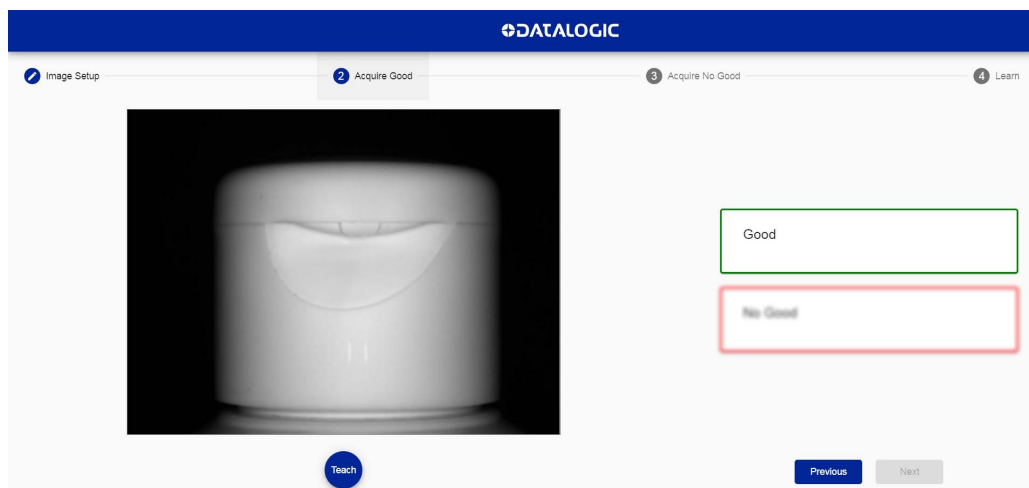 DATALOGIC
Image Setup
2 Acquire Good
3 Acquire No Good
4 Learn
Good
No Good
Teach
Previous
Next